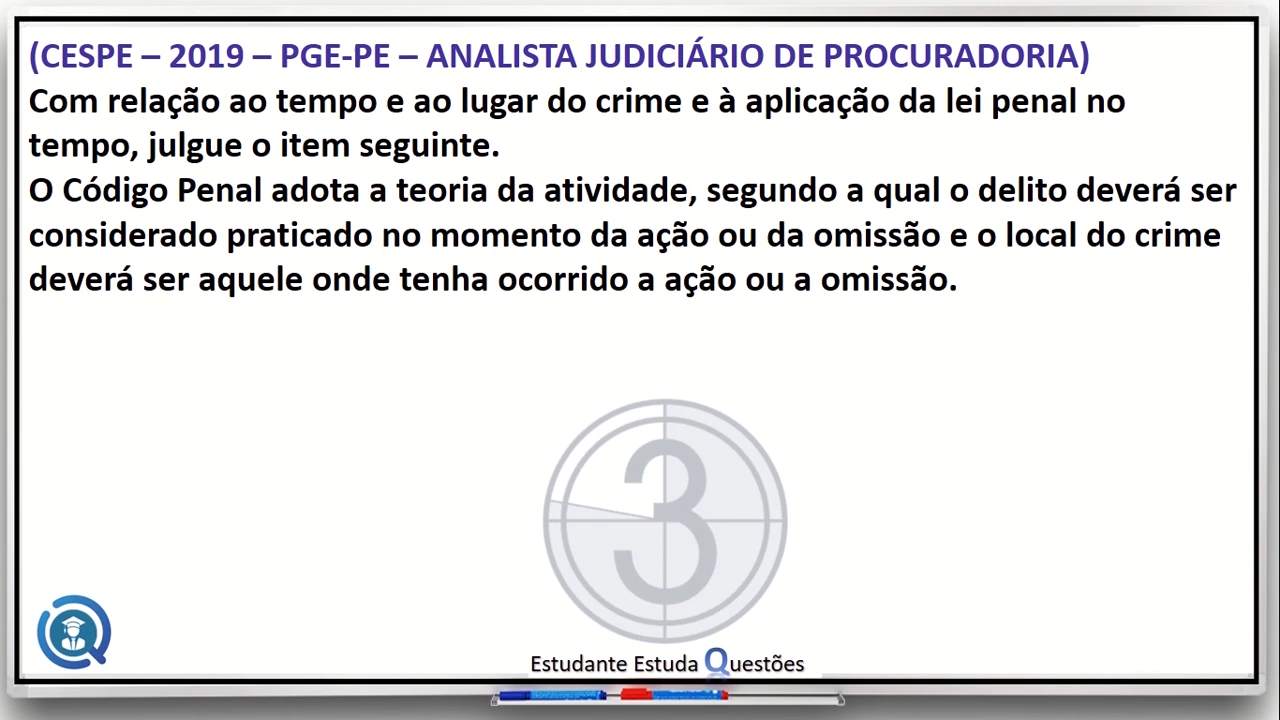 (CESPE – 2019 – PGE-PE – ANALISTA JUDICIÁRIO DE PROCURADORIA)
Com relação ao tempo e ao lugar do crime e à aplicação da lei penal no
tempo, julgue o item seguinte.
O Código Penal adota a teoria da atividade, segundo a qual o delito deverá ser
considerado praticado no momento da ação ou da omissão e o local do crime
deverá ser aquele onde tenha ocorrido a ação ou a omissão.
3
Estudante Estuda Questões